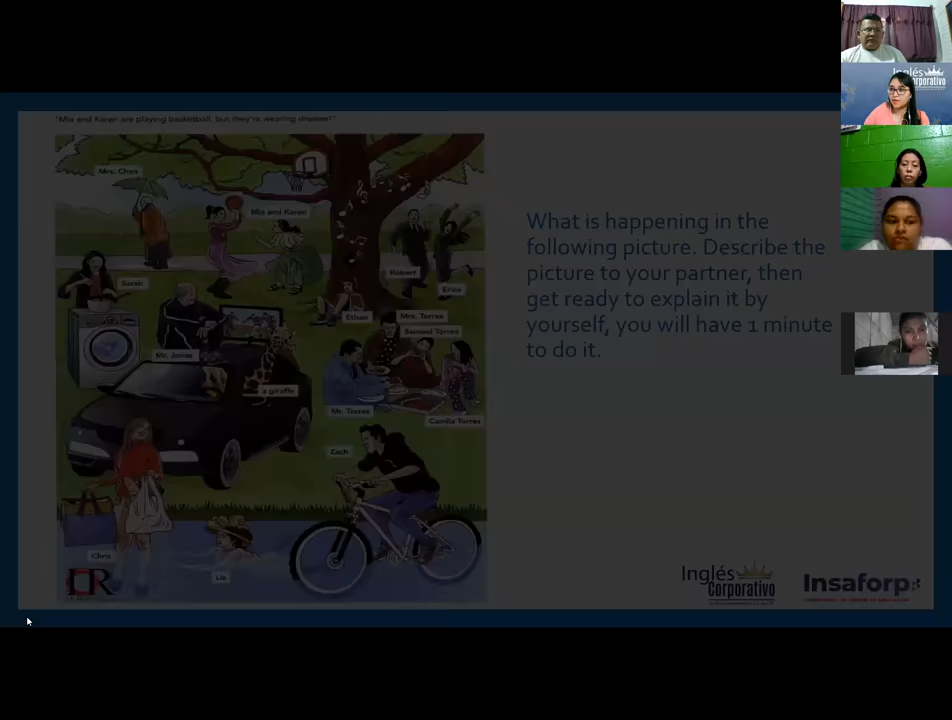 "Mia and Karen are playing basketball, but they're wearing dresses!"
Mrs. Chen
Mia and Karen
Robert
Erica
Sarah
Ethan
Mrs. Torres
Samuel Torres
Mr. Jones
a giraffe
Mr. Torres
Camila Torres
Zach
Chris
Liz
What is happening in the
following picture. Describe the
picture to your partner, then
get ready to explain it by
yourself, you will have 1 minute
to do it.
Inglés
Corporativo
Insaforp
Inglés
Corporativo